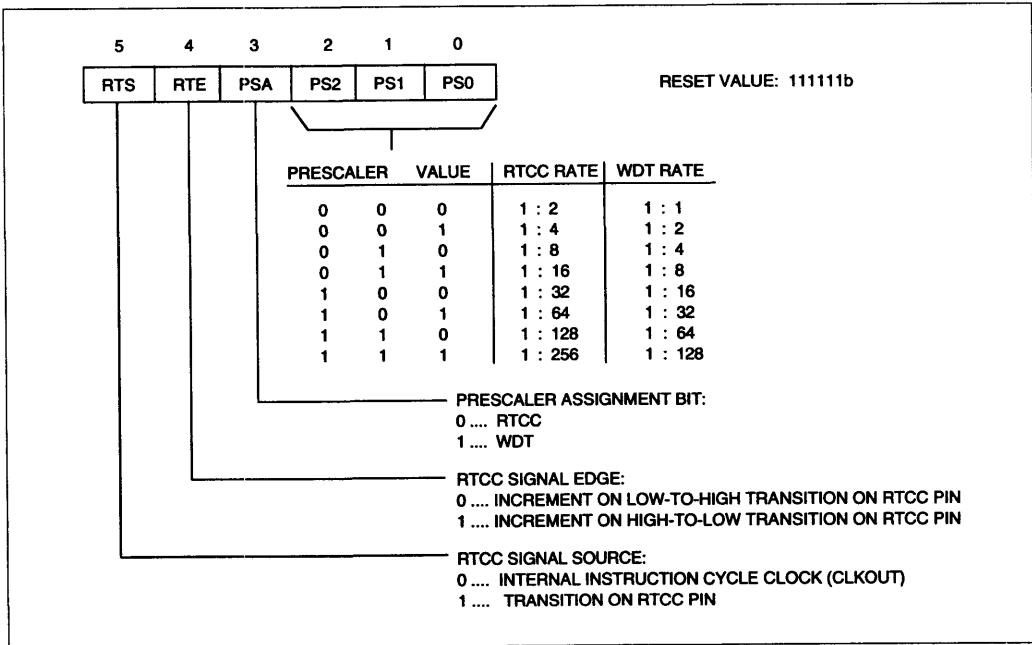 5 4 3 2 1 0
RTS RTE PSA PS2 PS1 PS0
RESET VALUE: 111111b
PRESCALER VALUE RTCC RATE WDT RATE
0 0 0 1 : 2 1 : 1
0 0 1 1 : 4 1 : 2
0 1 0 1 : 8 1 : 4
0 1 1 1 : 16 1 : 8
1 0 0 1 : 32 1 : 16
1 0 1 1 : 64 1 : 32
1 1 0 1 : 128 1 : 64
1 1 1 1 : 256 1 : 128
PRESCALER ASSIGNMENT BIT:
0 .... RTCC
1 .... WDT
RTCC SIGNAL EDGE:
0 .... INCREMENT ON LOW-TO-HIGH TRANSITION ON RTCC PIN
1 .... INCREMENT ON HIGH-TO-LOW TRANSITION ON RTCC PIN
RTCC SIGNAL SOURCE:
0 .... INTERNAL INSTRUCTION CYCLE CLOCK (CLKOUT)
1 .... TRANSITION ON RTCC PIN